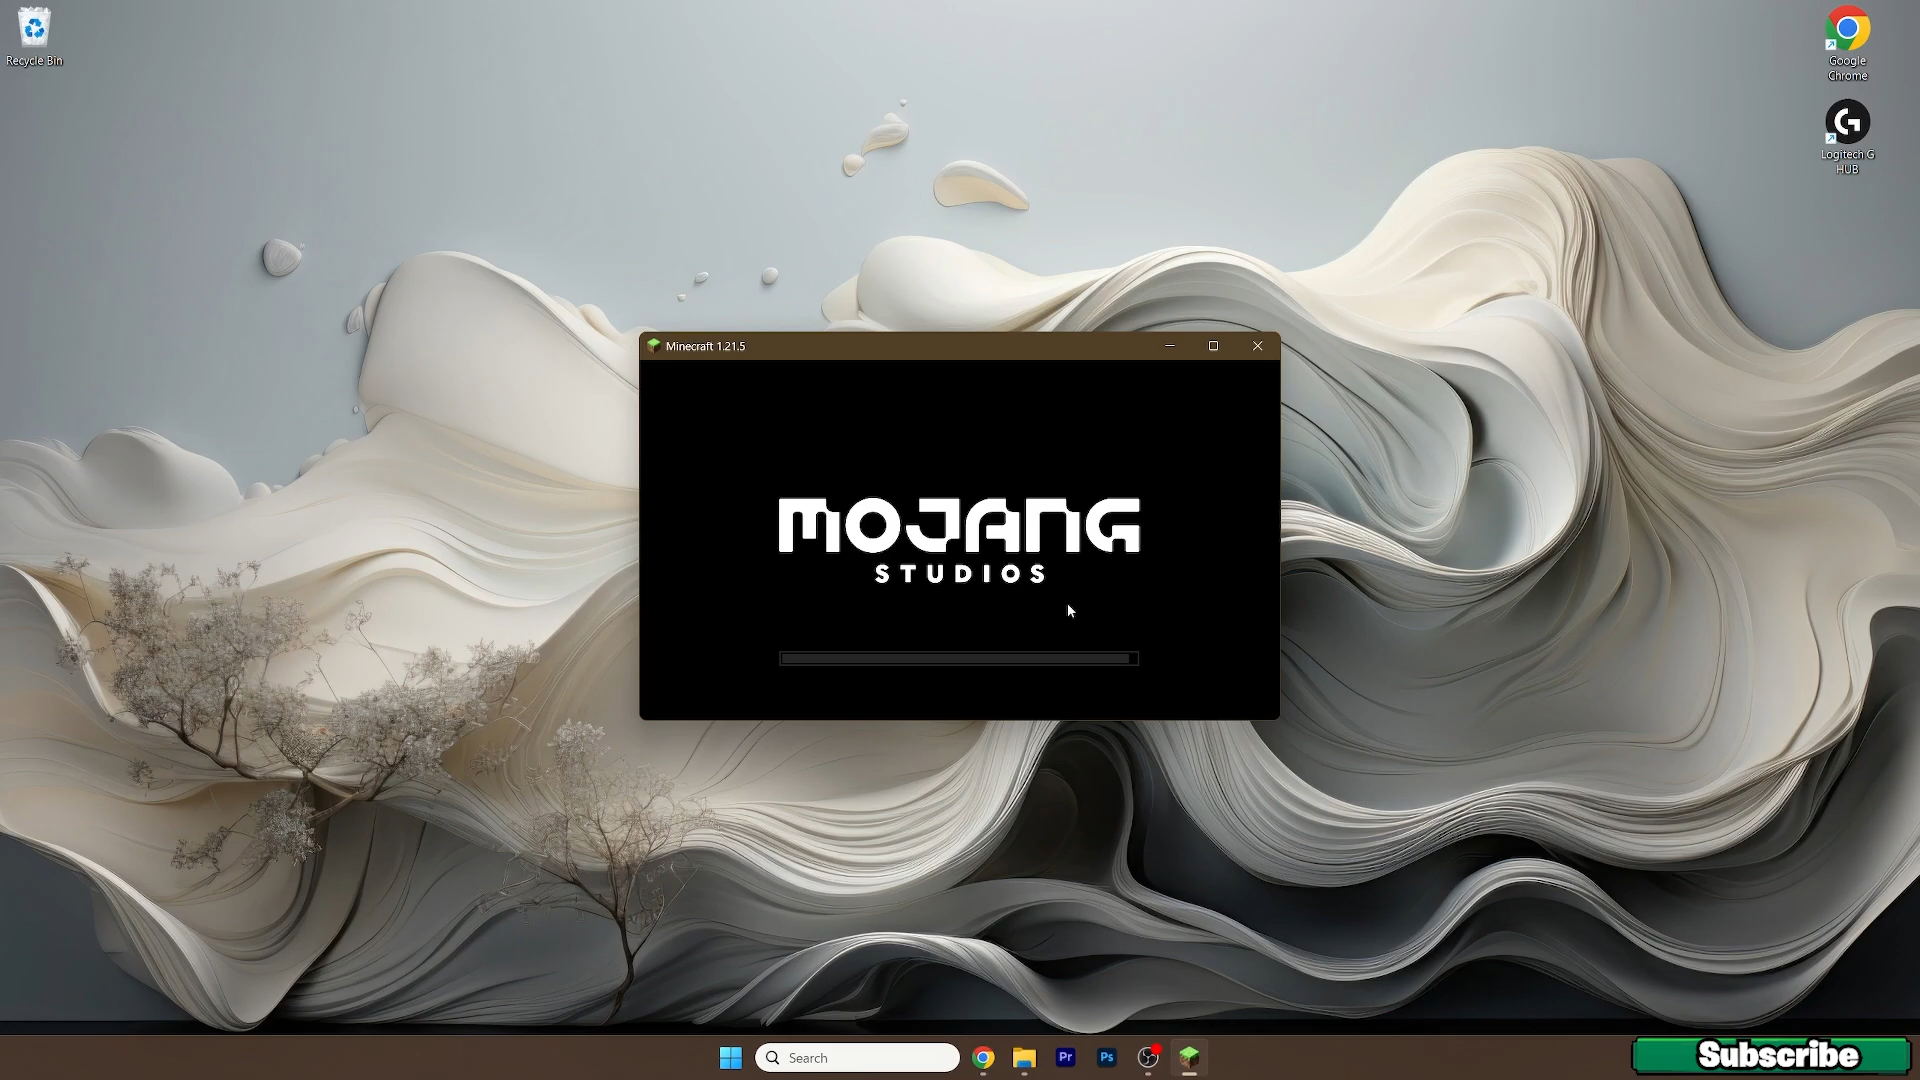 Recycle Bin
Google
Chrome
Logitech G
HUB
Minecraft 1.21.5
MOJANG
STUDIOS
Search
Pr
Ps
Subscribe